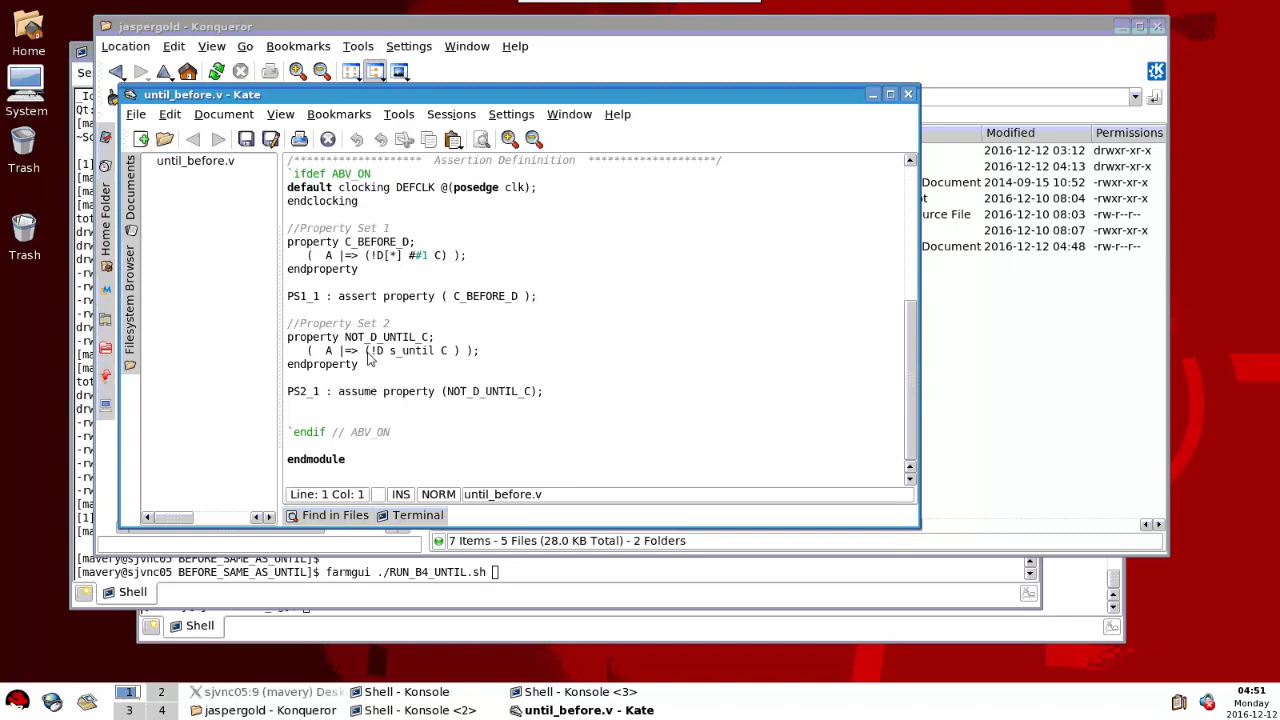 jaspergold - Konqueror
Location Edit View Go Bookmarks Tools Settings Window Help
Home
System
Trash
Trash
until_before.v - Kate
File Edit Document View Bookmarks Tools Sessions Settings Window Help
Documents
Filesystem Browser
Home Folder
until_before.v
/******************** Assertion Defininition ********************/
`ifdef ABV_ON
default clocking DEFCLK @(posedge clk);
endclocking
//Property Set 1
property C_BEFORE_D;
( A |=> (!D[*] ##1 C) );
endproperty
PS1_1 : assert property ( C_BEFORE_D );
//Property Set 2
property NOT_D_UNTIL_C;
( A |=> (!D s_until C ) );
endproperty
PS2_1 : assume property (NOT_D_UNTIL_C);
`endif // ABV_ON
endmodule
Line: 1 Col: 1 INS NORM until_before.v
Find in Files Terminal
Modified Permissions
2016-12-12 03:12 drwxr-xr-x
2016-12-12 04:13 drwxr-xr-x
Document 2014-09-15 10:52 -rwxr-xr-x
ot 2016-12-10 08:04 -rwxr-xr-x
urce File 2016-12-10 08:03 -rw-r--r--
2016-12-10 08:07 -rwxr-xr-x
Document 2016-12-12 04:48 -rw-r--r--
7 Items - 5 Files (28.0 KB Total) - 2 Folders
[mavery@sjvnc05 BEFORE_SAME_AS_UNTIL]$
[mavery@sjvnc05 BEFORE_SAME_AS_UNTIL]$ farmgui ./RUN_B4_UNTIL.sh
Shell
Shell
1 2
3 4
sjvnc05:9 (mavery) Des
jaspergold - Konqueror
Shell - Konsole
Shell - Konsole <2>
Shell - Konsole <3>
until_before.v - Kate
04:51
Monday
2016-12-12